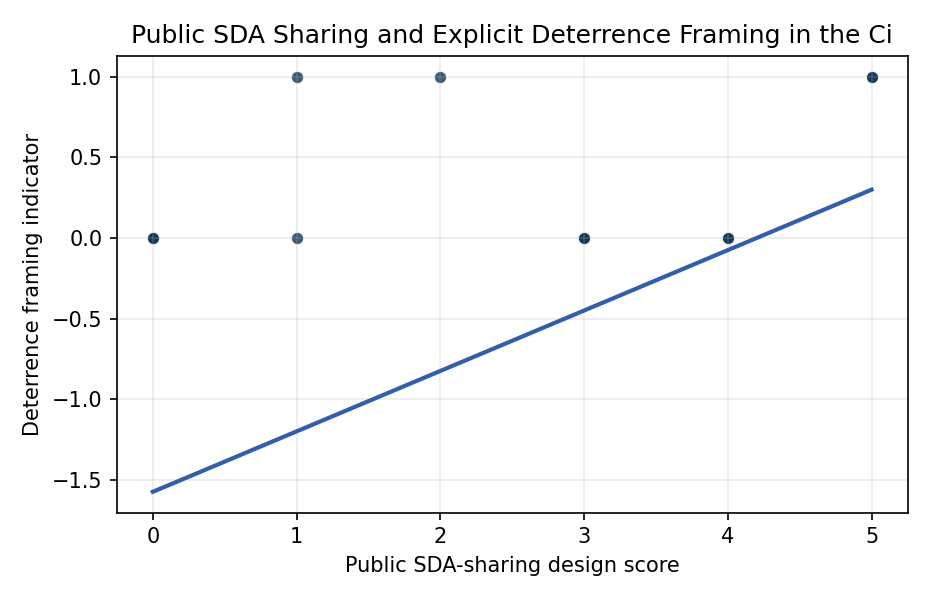 Public SDA Sharing and Explicit Deterrence Framing in the Ci
Deterrence framing indicator
1.0
0.5
0.0
−0.5
−1.0
−1.5
0 1 2 3 4 5
Public SDA-sharing design score